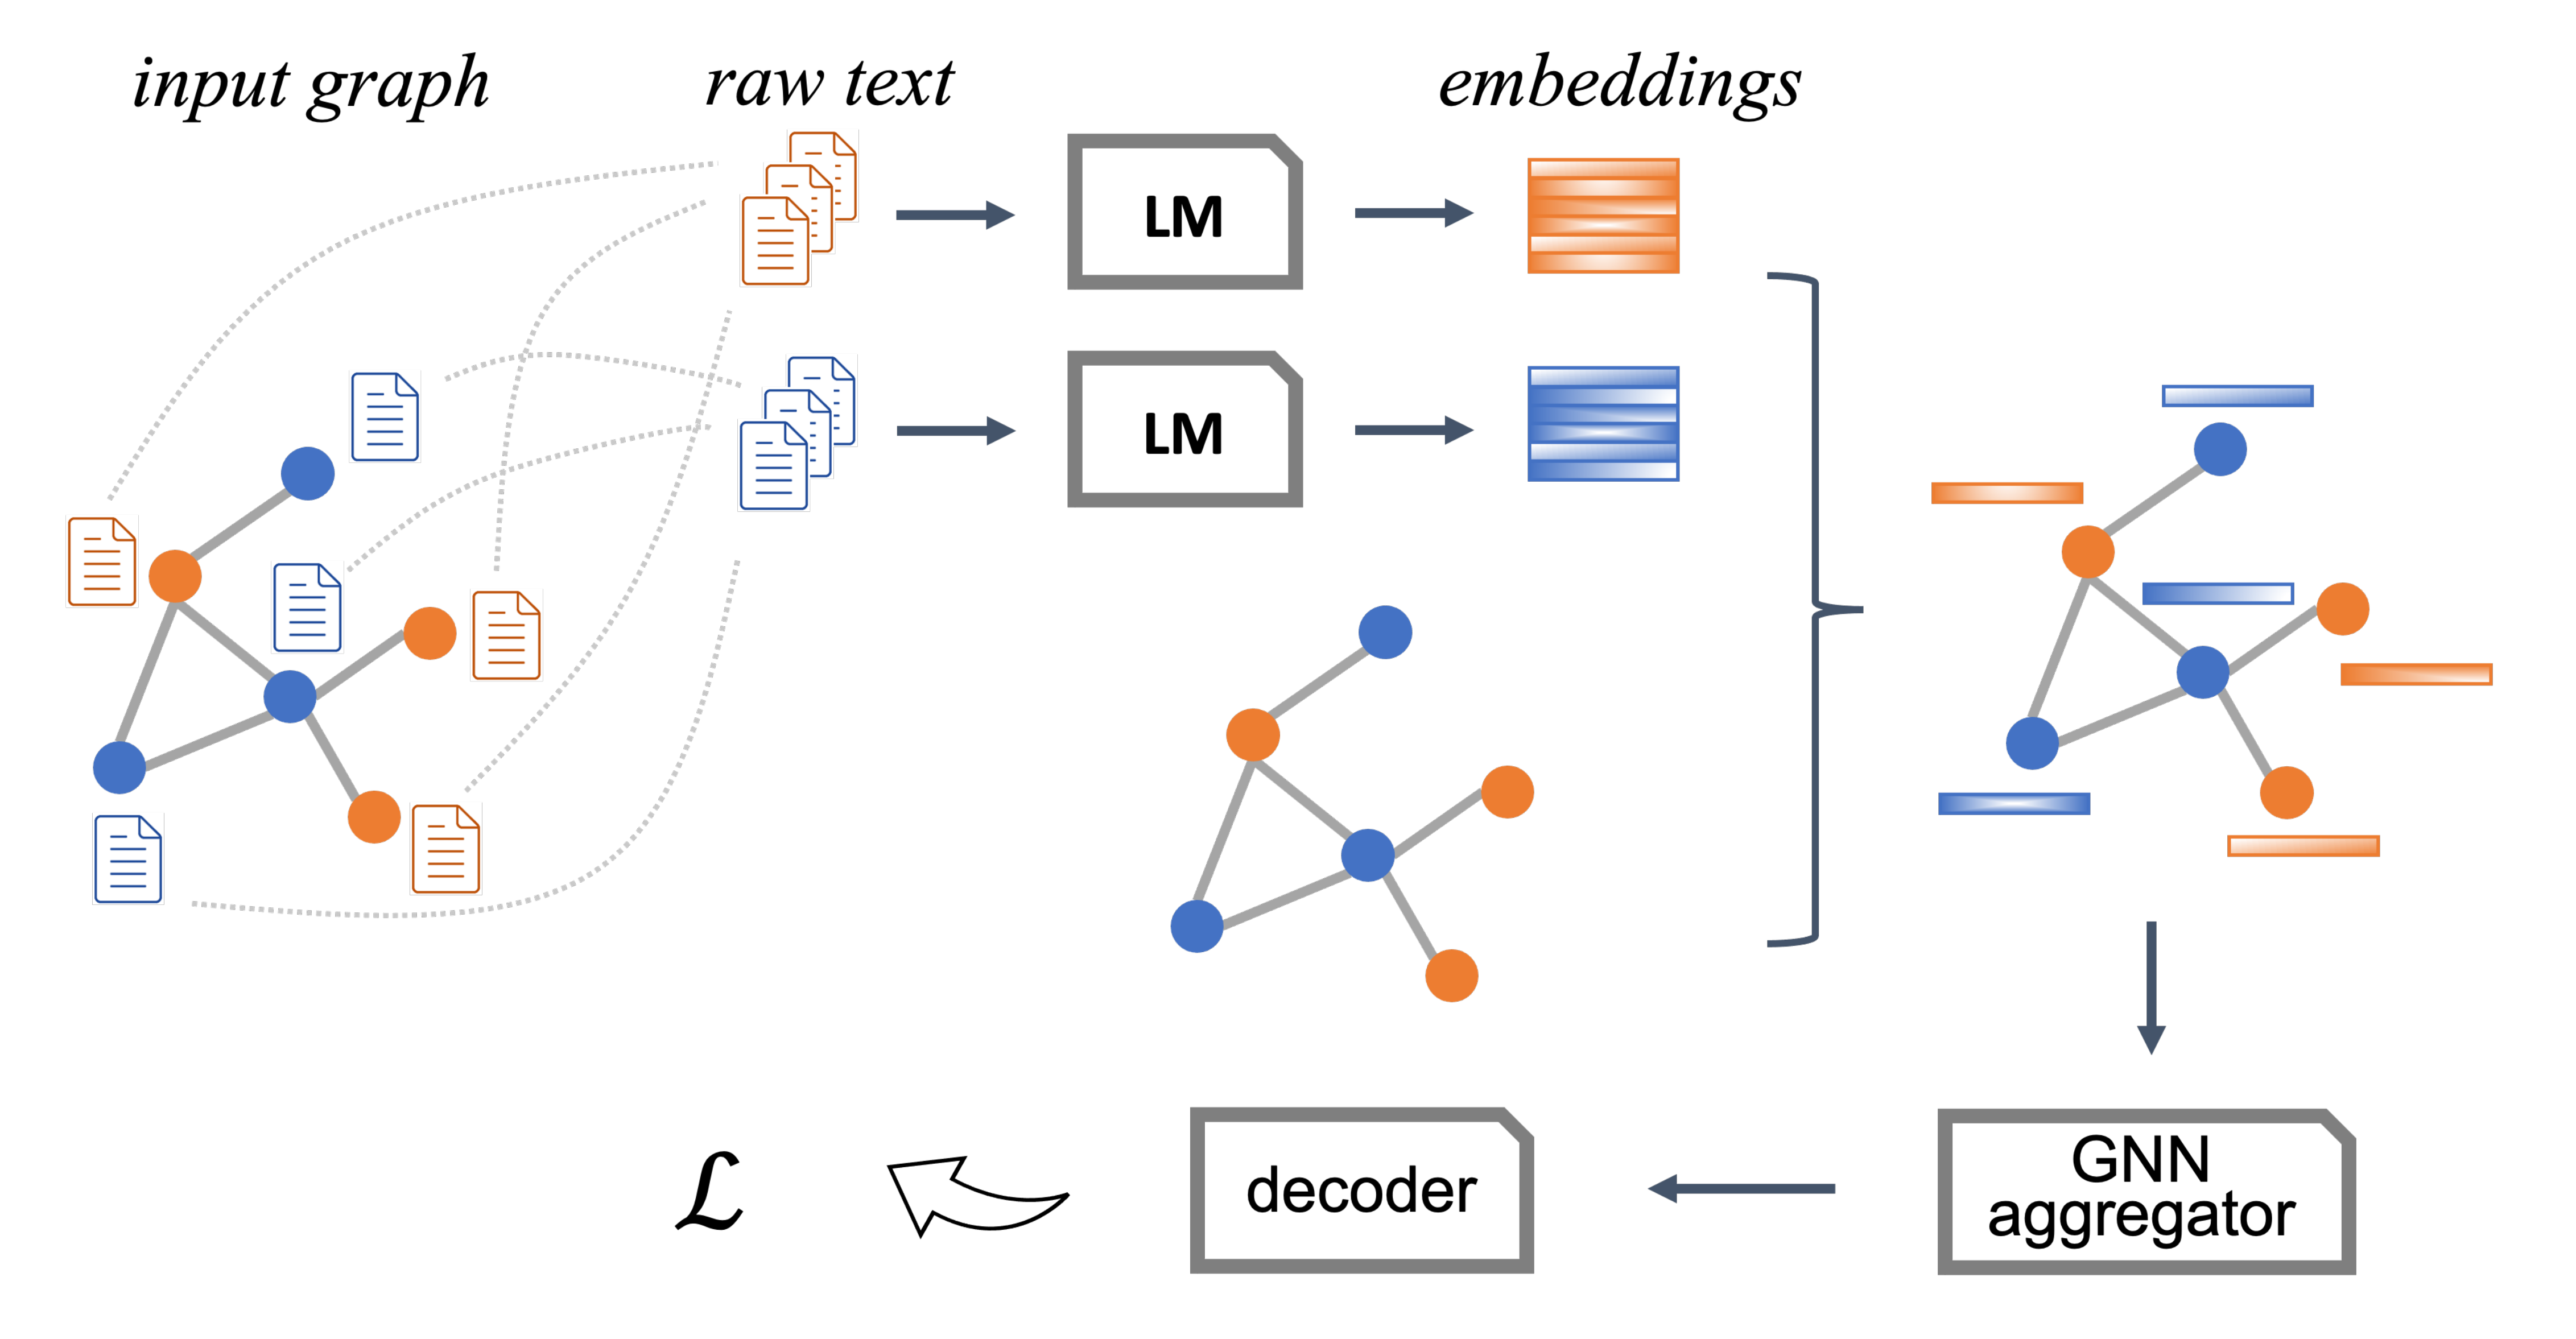 input graph
raw text
embeddings
LM
LM
GNN
aggregator
decoder
ℒ